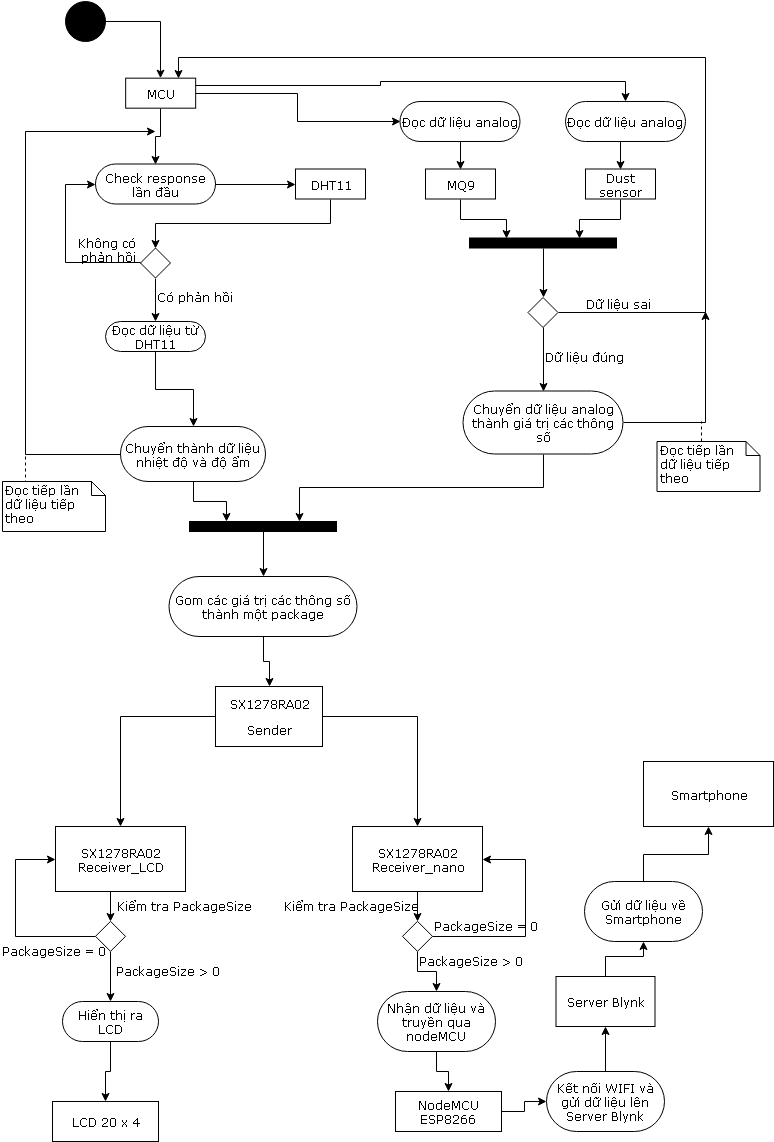 MCU
Đọc dữ liệu analog
Đọc dữ liệu analog
Check response
lần đầu
DHT11
MQ9
Dust
sensor
Không có
phản hồi
Có phản hồi
Dữ liệu sai
Đọc dữ liệu từ
DHT11
Dữ liệu đúng
Chuyển dữ liệu analog
thành giá trị các thông
số
Chuyển thành dữ liệu
nhiệt độ và độ ẩm
Đọc tiếp lần
dữ liệu tiếp
theo
Đọc tiếp lần
dữ liệu tiếp
theo
Gom các giá trị các thông số
thành một package
SX1278RA02
Sender
Smartphone
SX1278RA02
Receiver_LCD
SX1278RA02
Receiver_nano
Kiểm tra PackageSize
Kiểm tra PackageSize
Gửi dữ liệu về
Smartphone
PackageSize = 0
PackageSize = 0
PackageSize > 0
PackageSize > 0
Hiển thị ra
LCD
Nhận dữ liệu và
truyền qua
nodeMCU
Server Blynk
LCD 20 x 4
NodeMCU
ESP8266
Kết nối WIFI và
gửi dữ liệu lên
Server Blynk